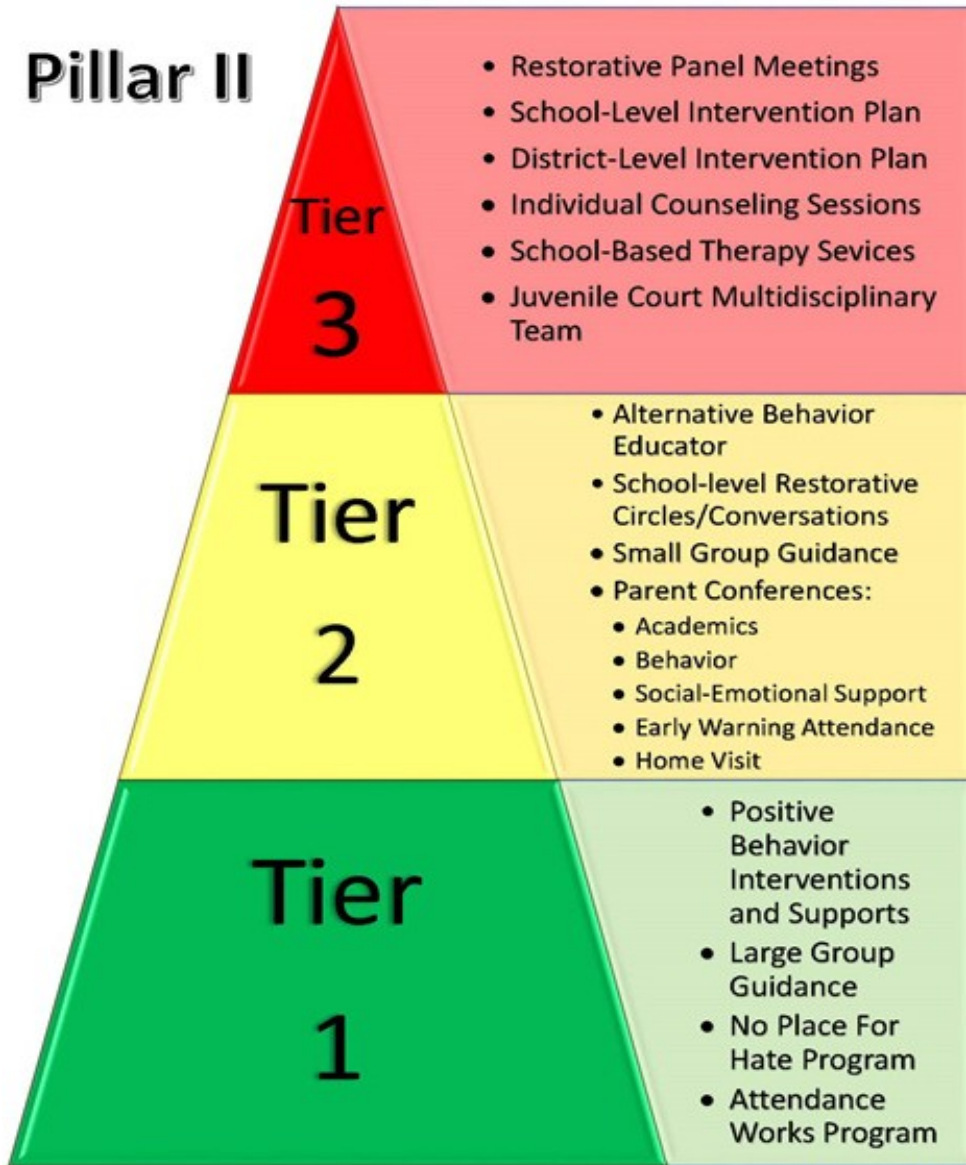 Pillar II
Tier
3
• Restorative Panel Meetings
• School-Level Intervention Plan
• District-Level Intervention Plan
• Individual Counseling Sessions
• School-Based Therapy Sevices
• Juvenile Court Multidisciplinary
Team
Tier
2
• Alternative Behavior
Educator
• School-level Restorative
Circles/Conversations
• Small Group Guidance
• Parent Conferences:
• Academics
• Behavior
• Social-Emotional Support
• Early Warning Attendance
• Home Visit
Tier
1
• Positive
Behavior
Interventions
and Supports
• Large Group
Guidance
• No Place For
Hate Program
• Attendance
Works Program